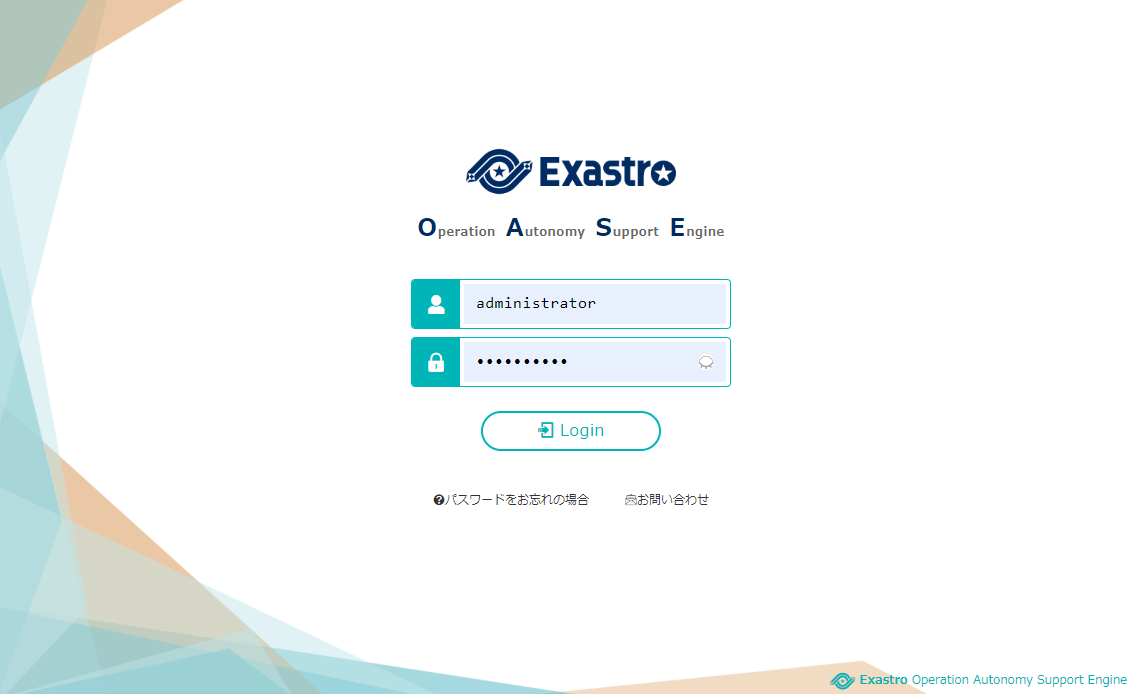 Exastro
Operation Autonomy Support Engine
administrator
••••••••••
Login
パスワードをお忘れの場合 お問い合わせ
Exastro Operation Autonomy Support Engine